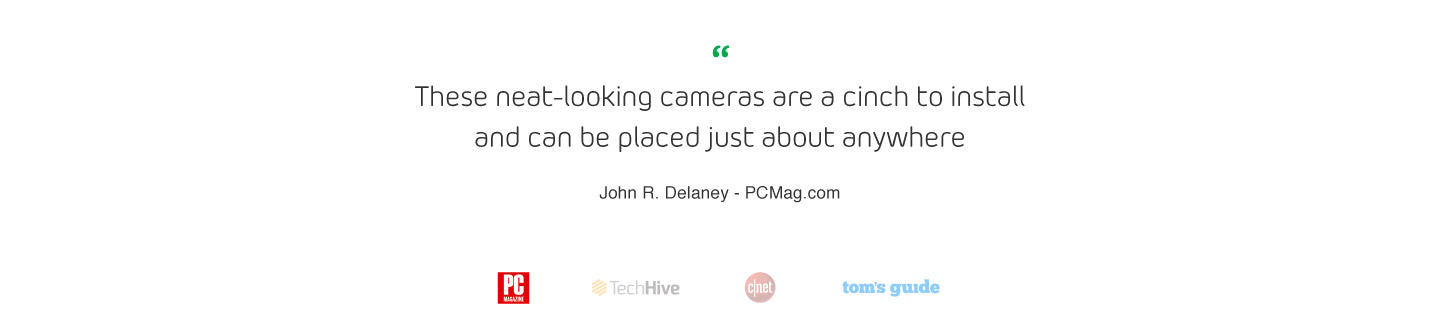 “
These neat-looking cameras are a cinch to install
and can be placed just about anywhere
John R. Delaney - PCMag.com
PC MAGAZINE TechHive c|net tom's guide